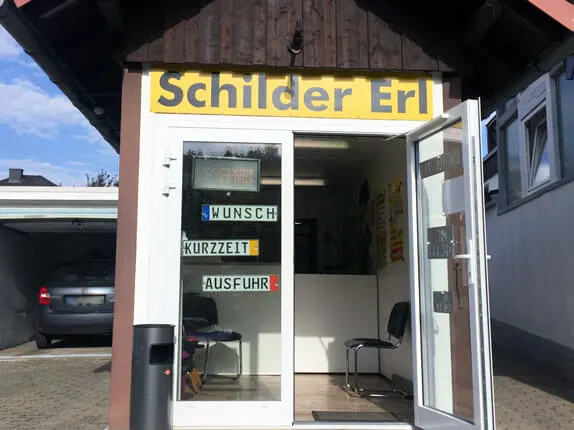 Schilder Erl
WUNSCH
KURZZEIT
AUSFUHR